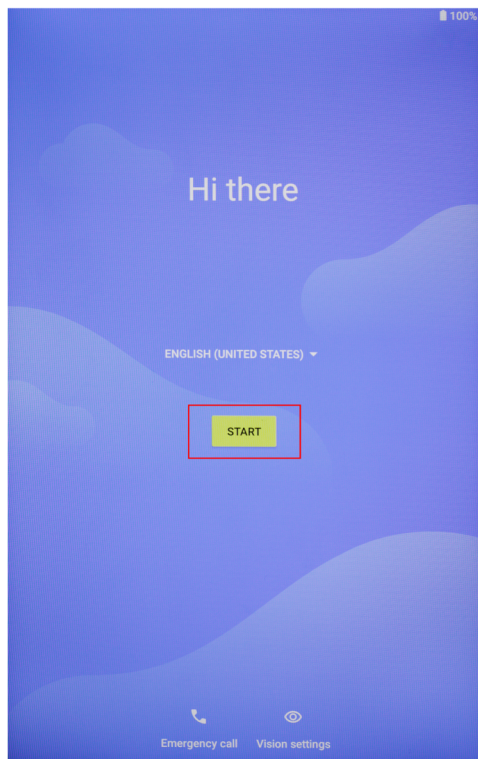 100%
Hi there
ENGLISH (UNITED STATES)
START
Emergency call
Vision settings